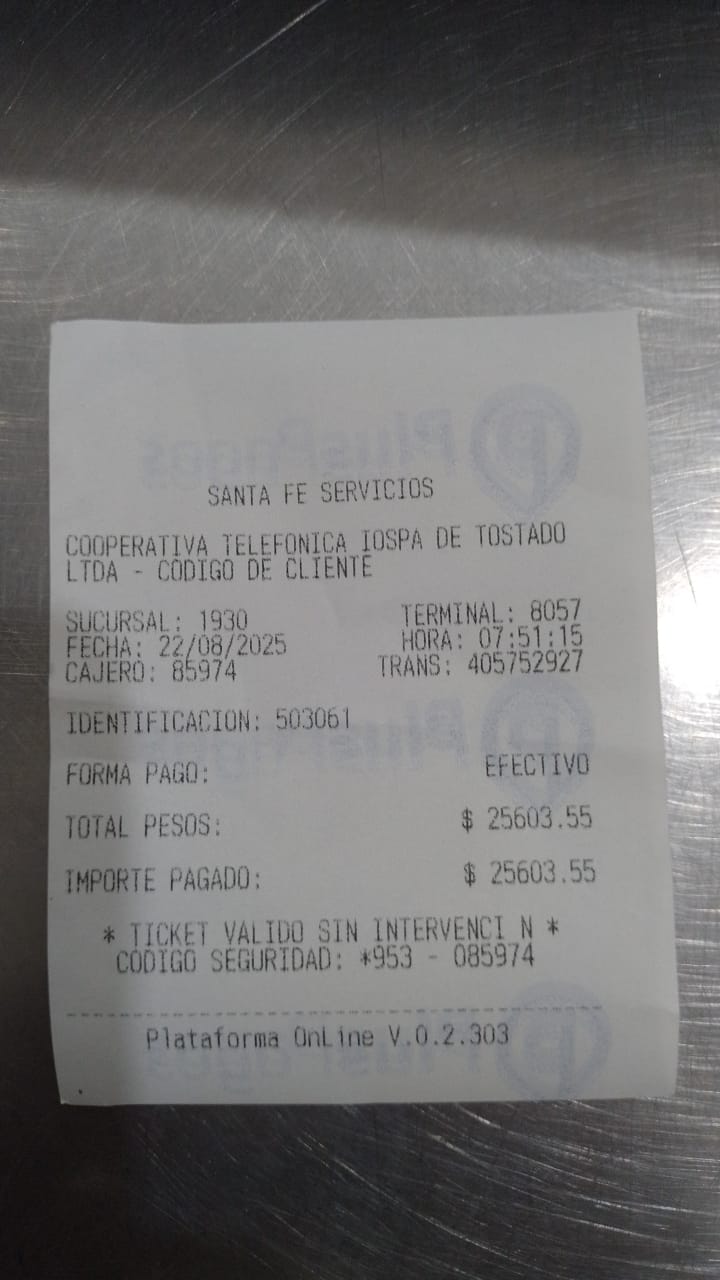 SANTA FE SERVICIOS
COOPERATIVA TELEFONICA IOSPA DE TOSTADO
LTDA - CODIGO DE CLIENTE
SUCURSAL: 1930 TERMINAL: 8057
FECHA: 22/08/2025 HORA: 07:51:15
CAJERO: 85974 TRANS: 405752927
IDENTIFICACION: 503061
FORMA PAGO: EFECTIVO
TOTAL PESOS: $ 25603.55
IMPORTE PAGADO: $ 25603.55
* TICKET VALIDO SIN INTERVENCI N *
CODIGO SEGURIDAD: *953 - 085974
Plataforma OnLine V.0.2.303